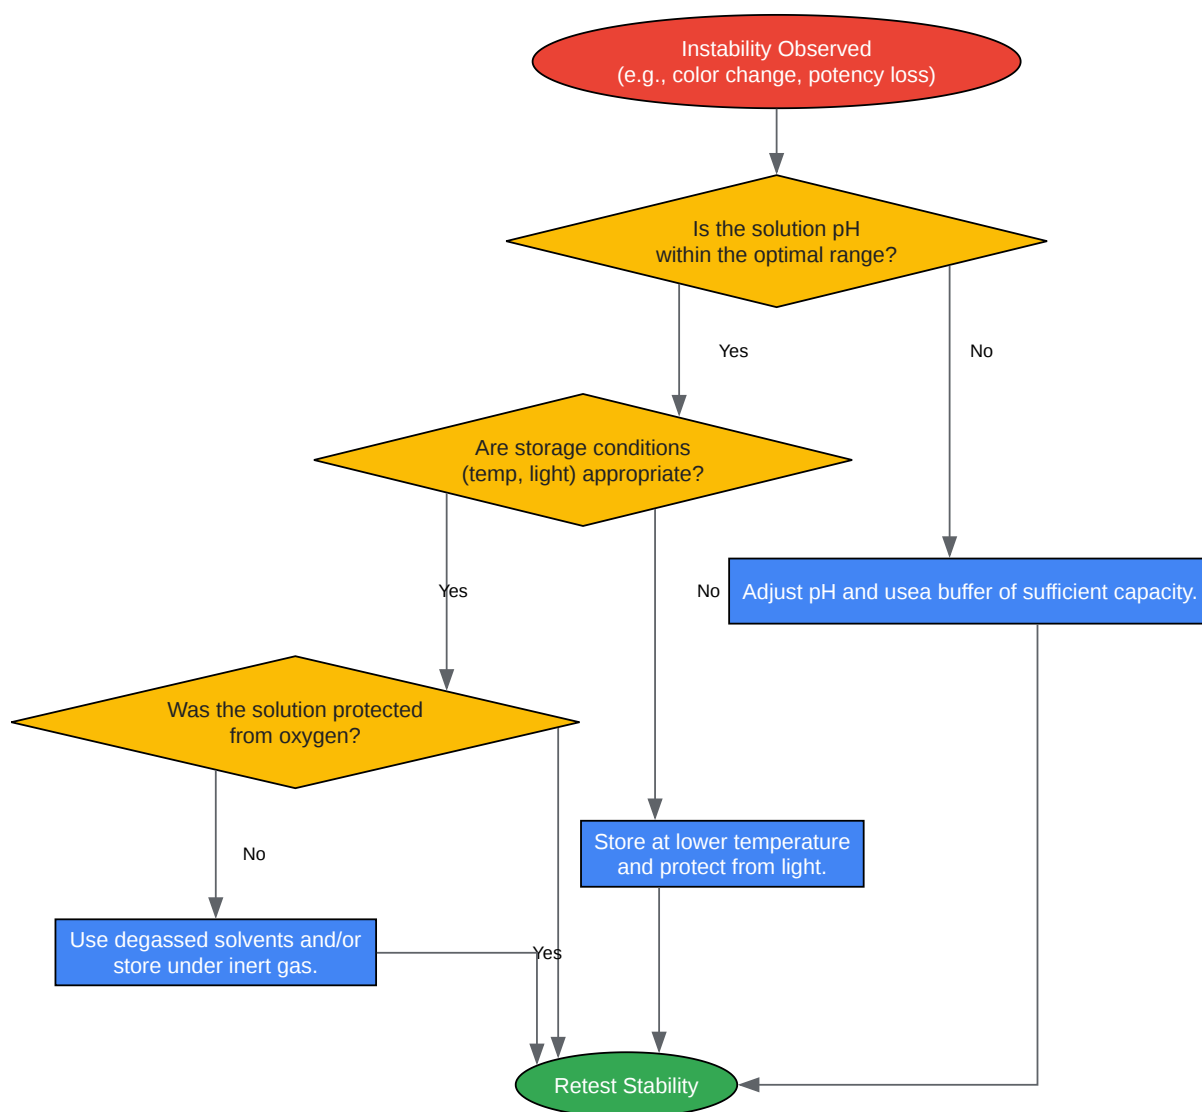 Instability Observed
(e.g., color change, potency loss)
Is the solution pH
within the optimal range?
Yes
No
Are storage conditions
(temp, light) appropriate?
Yes
No
Adjust pH and usea buffer of sufficient capacity.
Was the solution protected
from oxygen?
No
Store at lower temperature
and protect from light.
Use degassed solvents and/or
store under inert gas.
Yes
Retest Stability